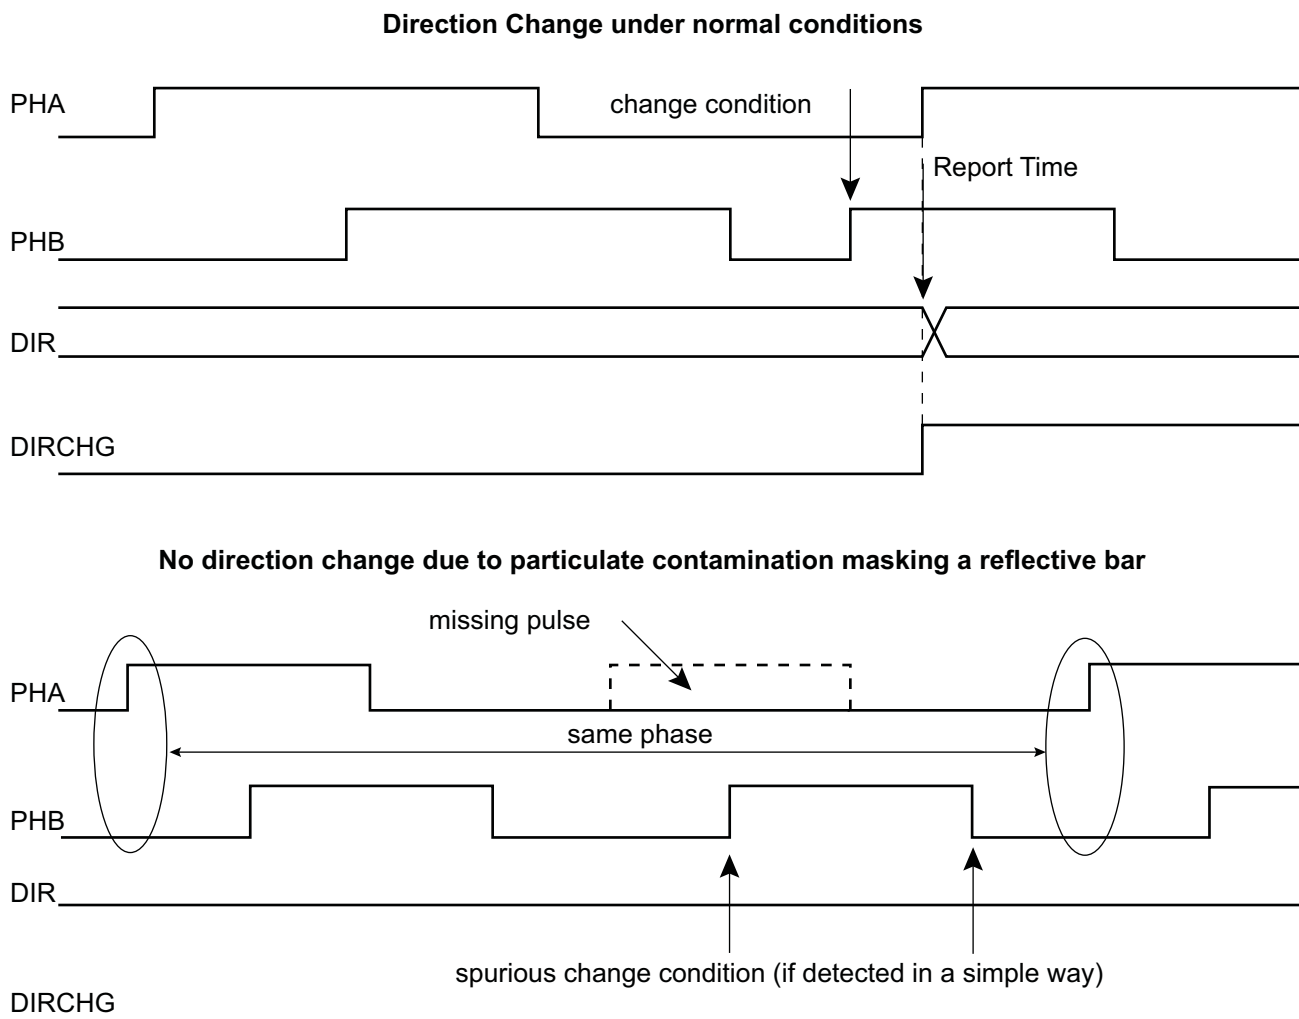 Direction Change under normal conditions
PHA
change condition
Report Time
PHB
DIR
DIRCHG
No direction change due to particulate contamination masking a reflective bar
missing pulse
PHA
same phase
PHB
DIR
spurious change condition (if detected in a simple way)
DIRCHG